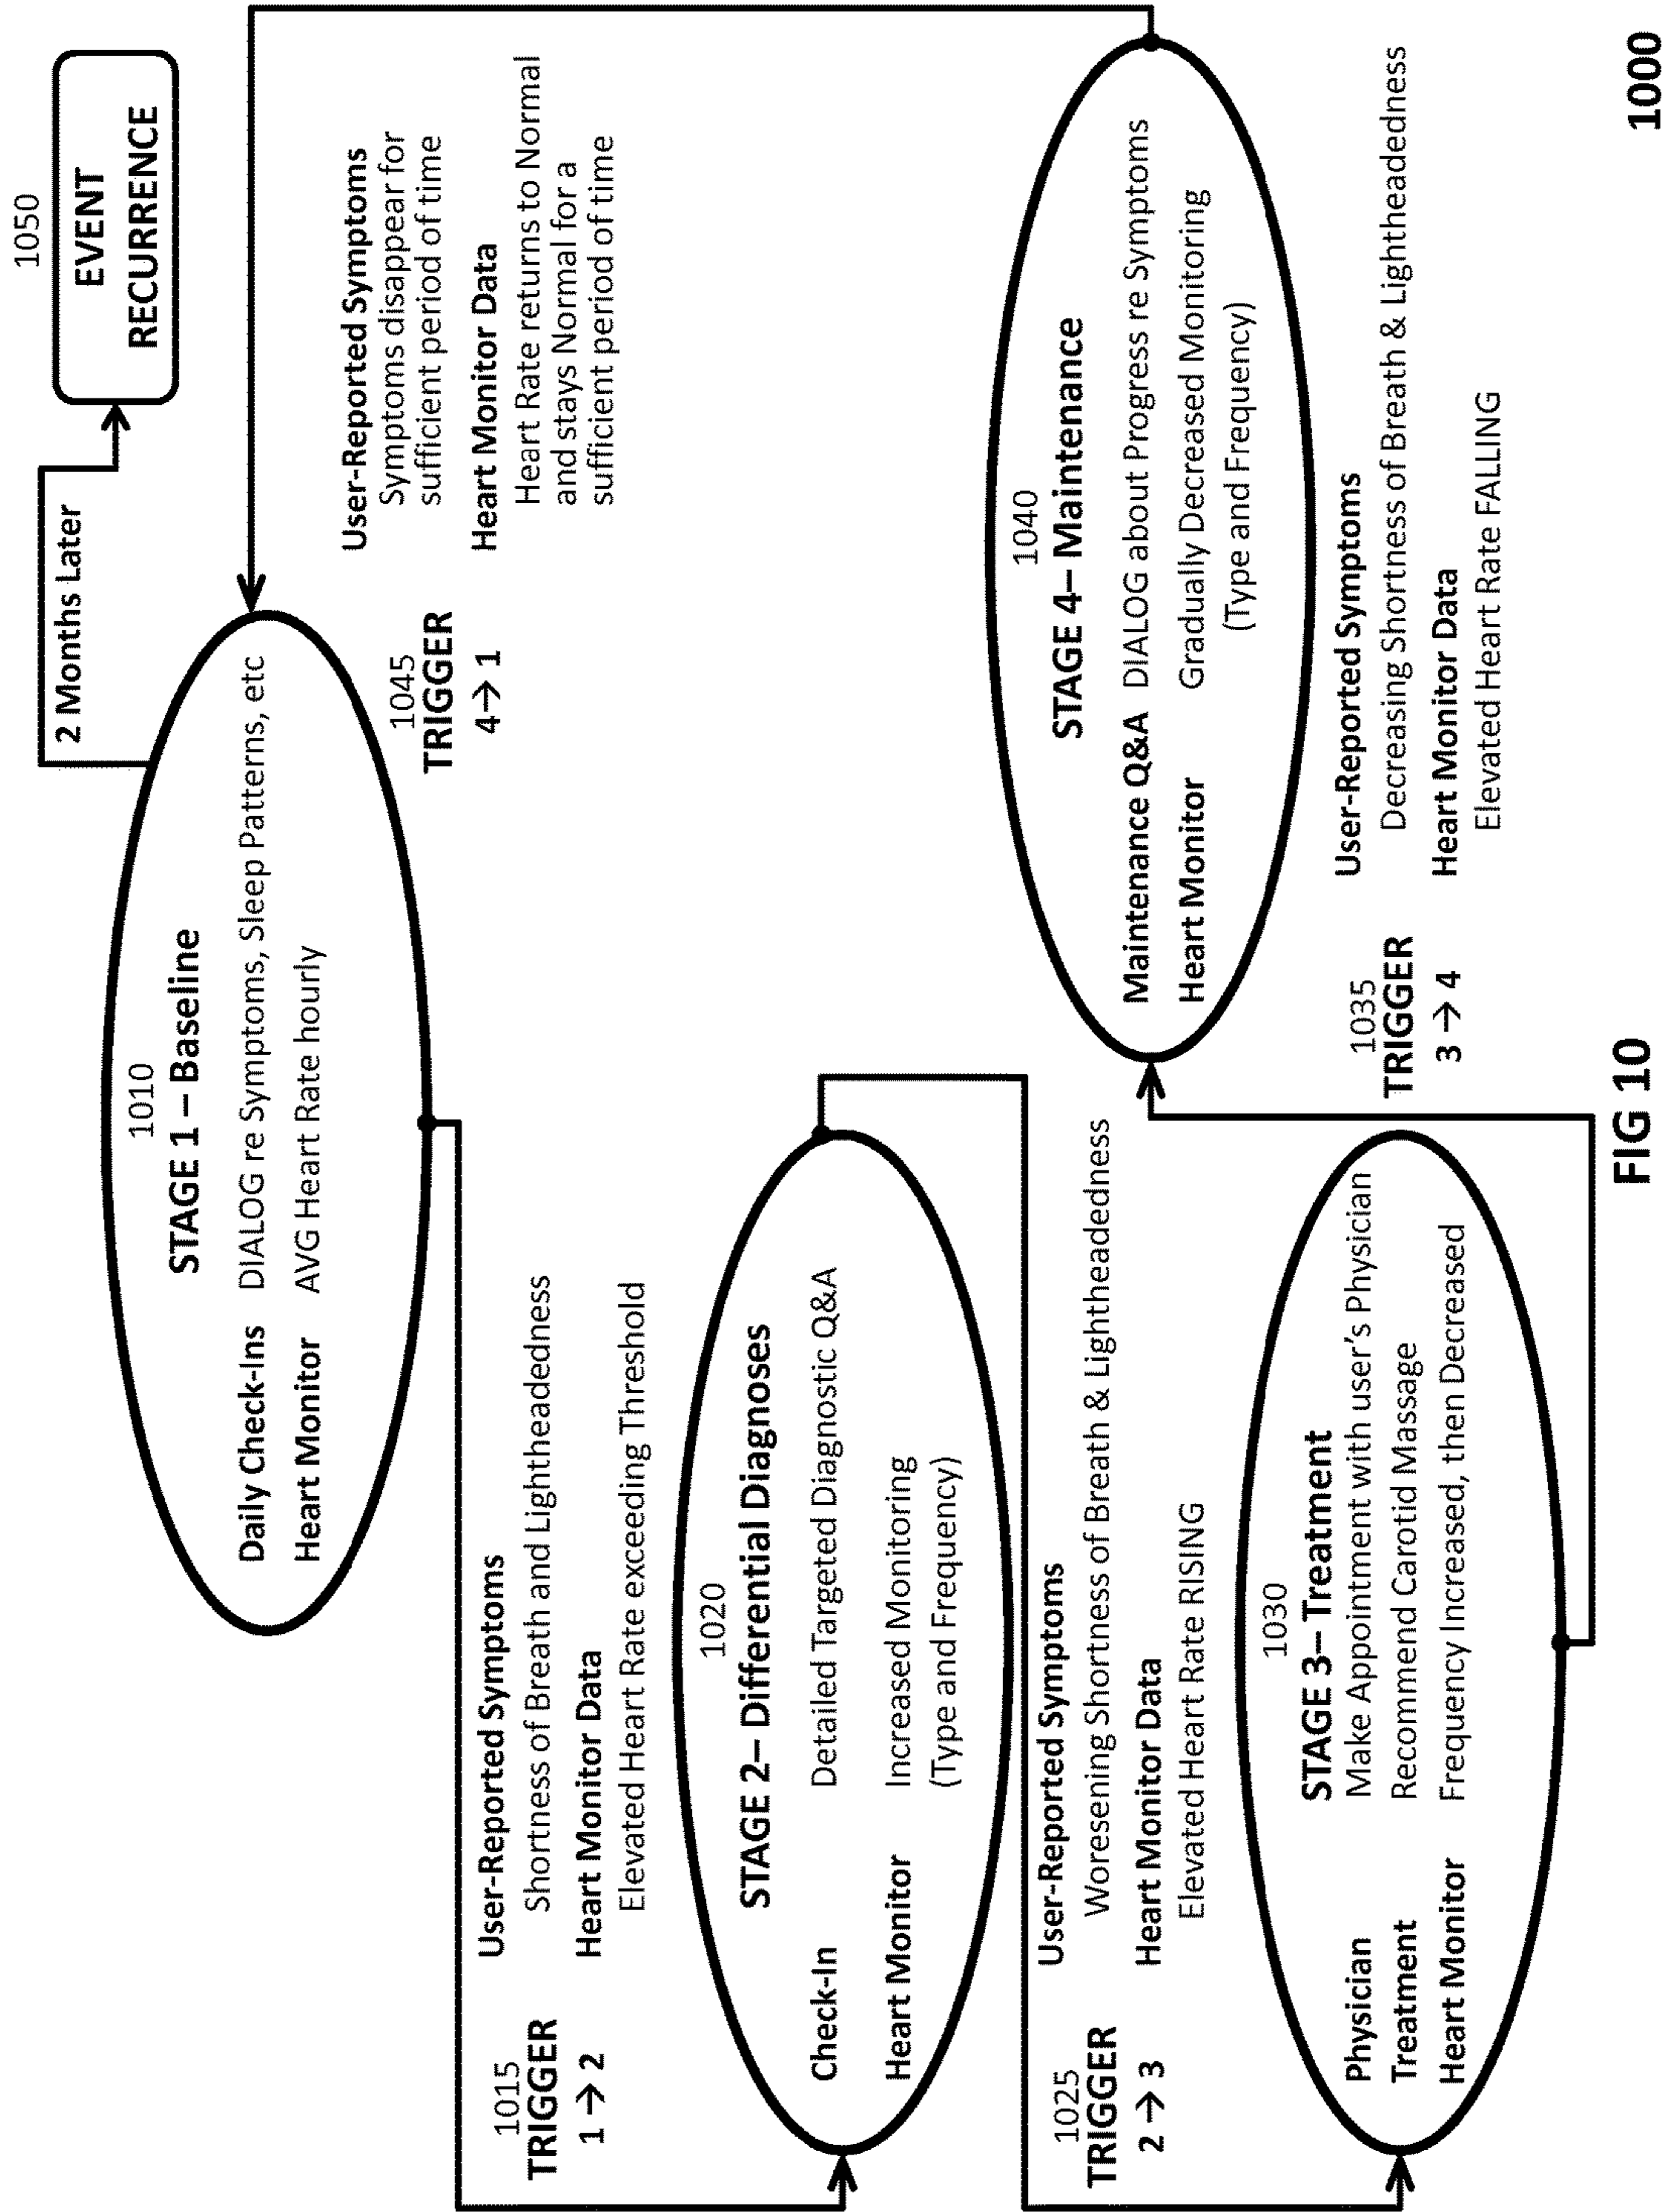 1050
EVENT
RECURRENCE
2 Months Later
1010
STAGE 1 – Baseline
Daily Check-Ins DIALOG re Symptoms, Sleep Patterns, etc
Heart Monitor AVG Heart Rate hourly
1045
TRIGGER
4→ 1
User-Reported Symptoms
Symptoms disappear for
sufficient period of time
Heart Monitor Data
Heart Rate returns to Normal
and stays Normal for a
sufficient period of time
1015
TRIGGER
1 → 2
User-Reported Symptoms
Shortness of Breath and Lightheadedness
Heart Monitor Data
Elevated Heart Rate exceeding Threshold
1020
STAGE 2– Differential Diagnoses
Check-In Detailed Targeted Diagnostic Q&A
Heart Monitor Increased Monitoring
(Type and Frequency)
1025
TRIGGER
2 → 3
User-Reported Symptoms
Woresening Shortness of Breath & Lightheadedness
Heart Monitor Data
Elevated Heart Rate RISING
1030
STAGE 3– Treatment
Physician Make Appointment with user's Physician
Treatment Recommend Carotid Massage
Heart Monitor Frequency Increased, then Decreased
1040
STAGE 4– Maintenance
Maintenance Q&A DIALOG about Progress re Symptoms
Heart Monitor Gradually Decreased Monitoring
(Type and Frequency)
1035
TRIGGER
3 → 4
User-Reported Symptoms
Decreasing Shortness of Breath & Lightheadedness
Heart Monitor Data
Elevated Heart Rate FALLING
FIG 10
1000